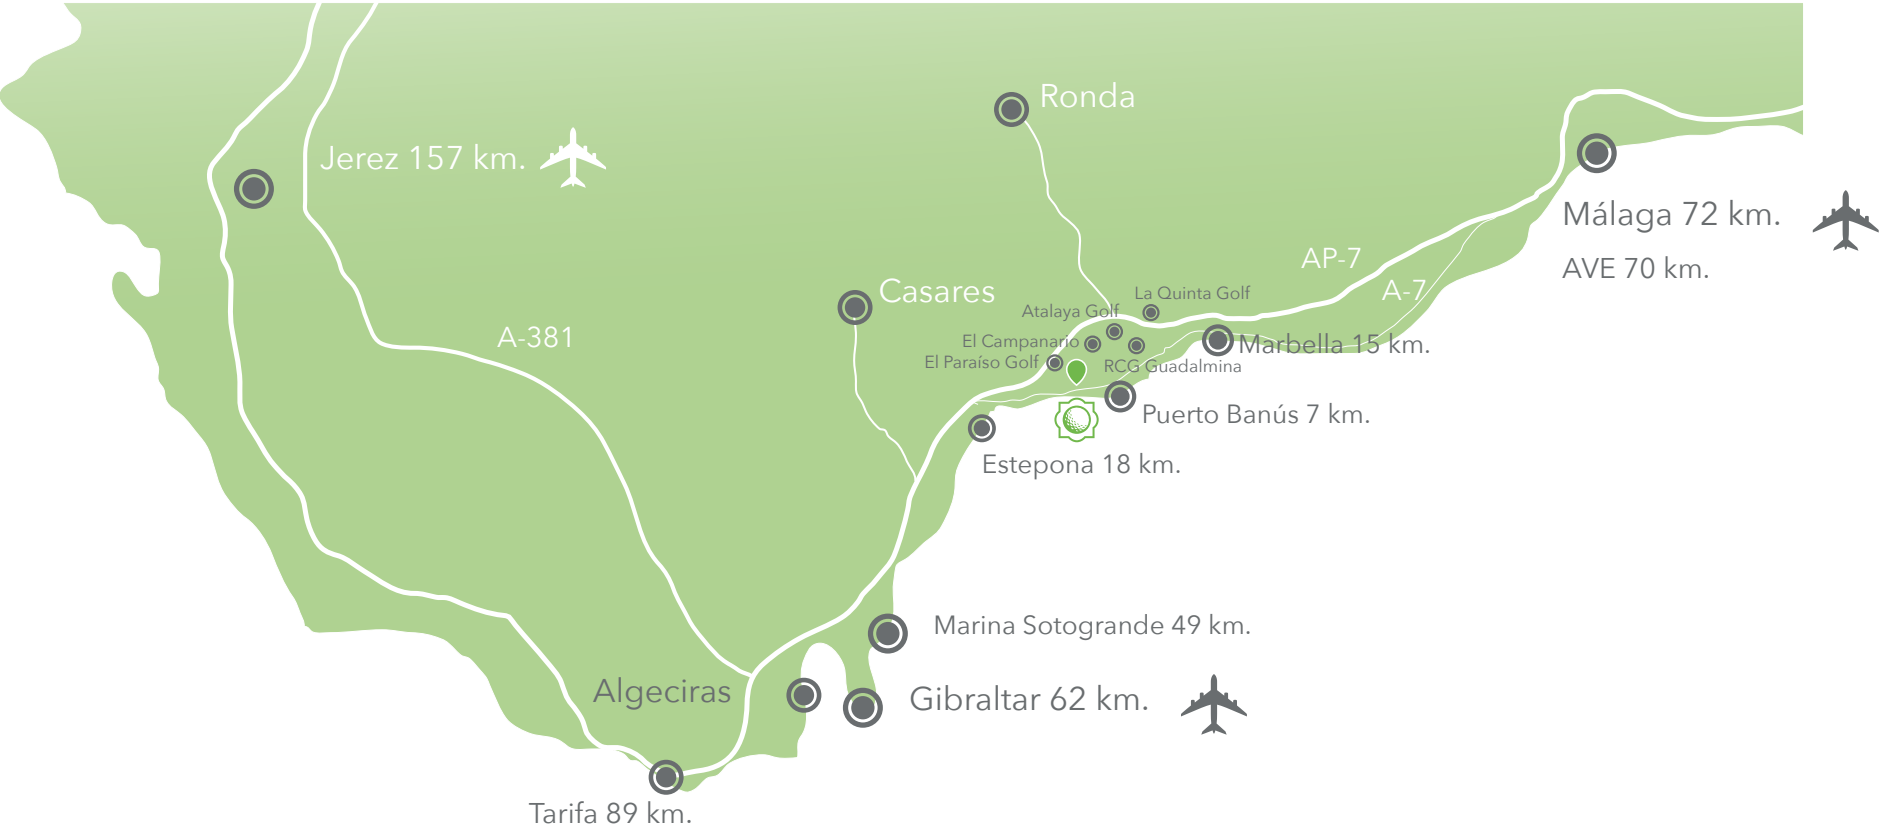 Ronda
Jerez 157 km.
Málaga 72 km.
AVE 70 km.
AP-7
A-7
Casares
La Quinta Golf
Atalaya Golf
El Campanario
El Paraíso Golf
RCG Guadalmina
Marbella 15 km.
A-381
Puerto Banús 7 km.
Estepona 18 km.
Marina Sotogrande 49 km.
Algeciras
Gibraltar 62 km.
Tarifa 89 km.